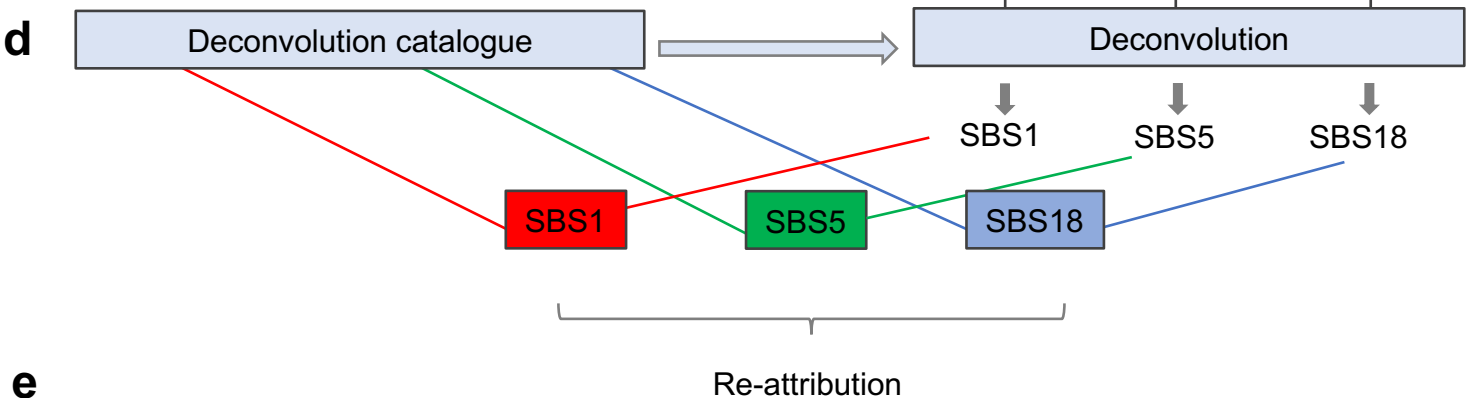 d
Deconvolution catalogue
Deconvolution
SBS1
SBS5
SBS18
SBS1
SBS5
SBS18
Re-attribution
e